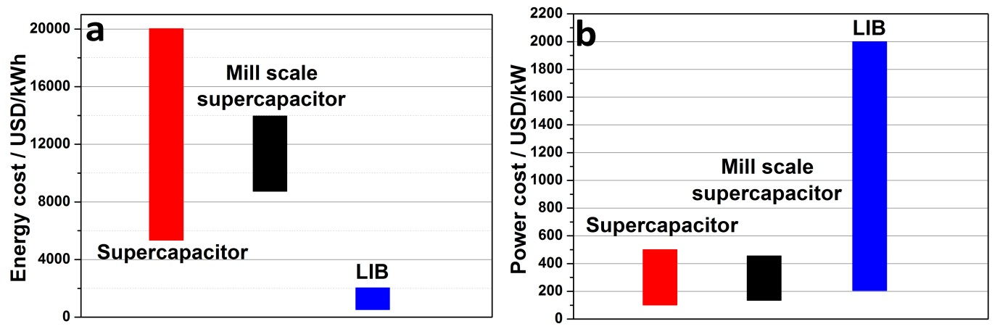 a
Energy cost / USD/kWh
20000
16000
12000
8000
4000
0
Mill scale
supercapacitor
Supercapacitor
LIB
b
Power cost / USD/kW
2200
2000
1800
1600
1400
1200
1000
800
600
400
200
0
LIB
Mill scale
supercapacitor
Supercapacitor